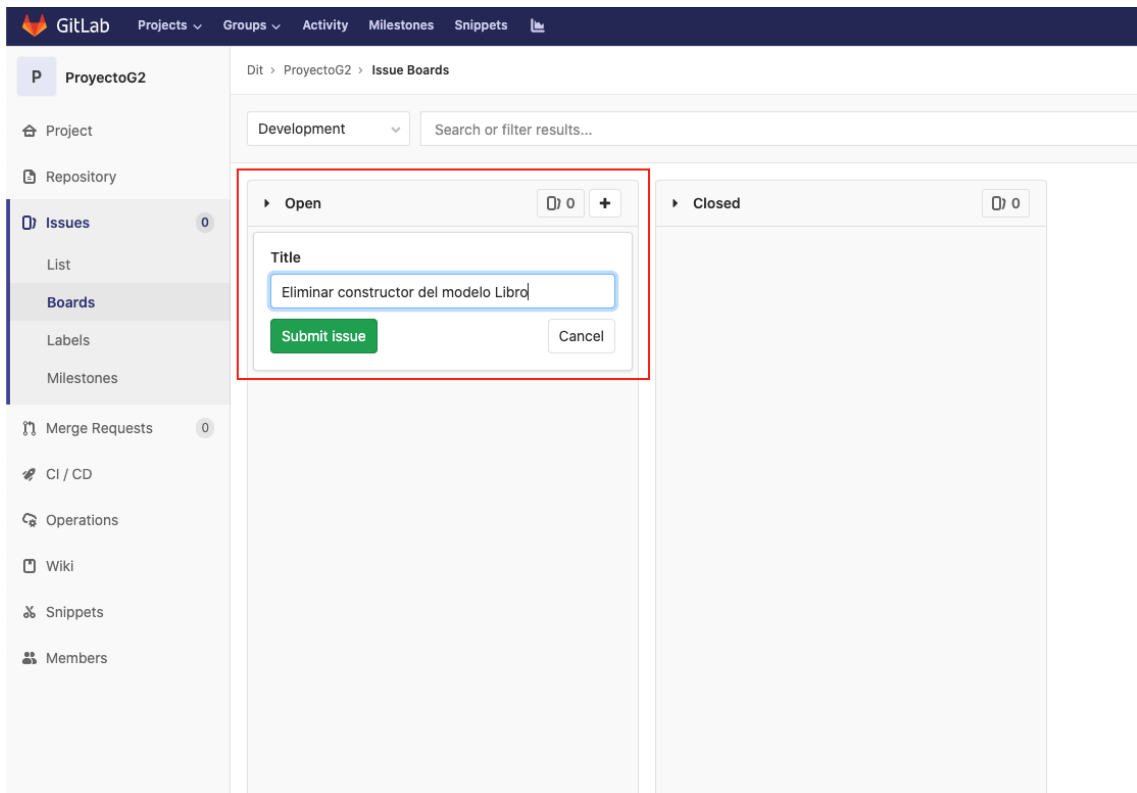 GitLab Projects Groups Activity Milestones Snippets
P ProyectoG2
Dit > ProyectoG2 > Issue Boards
Project
Development Search or filter results...
Repository
Issues 0
Open 0 +
Closed 0
Title
List
Eliminar constructor del modelo Libro
Boards
Submit issue Cancel
Labels
Milestones
Merge Requests 0
CI / CD
Operations
Wiki
Snippets
Members